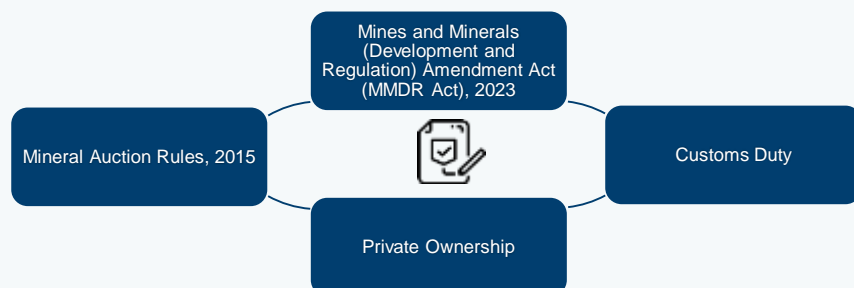 Mines and Minerals
(Development and
Regulation) Amendment Act
(MMDR Act), 2023
Mineral Auction Rules, 2015
Customs Duty
Private Ownership